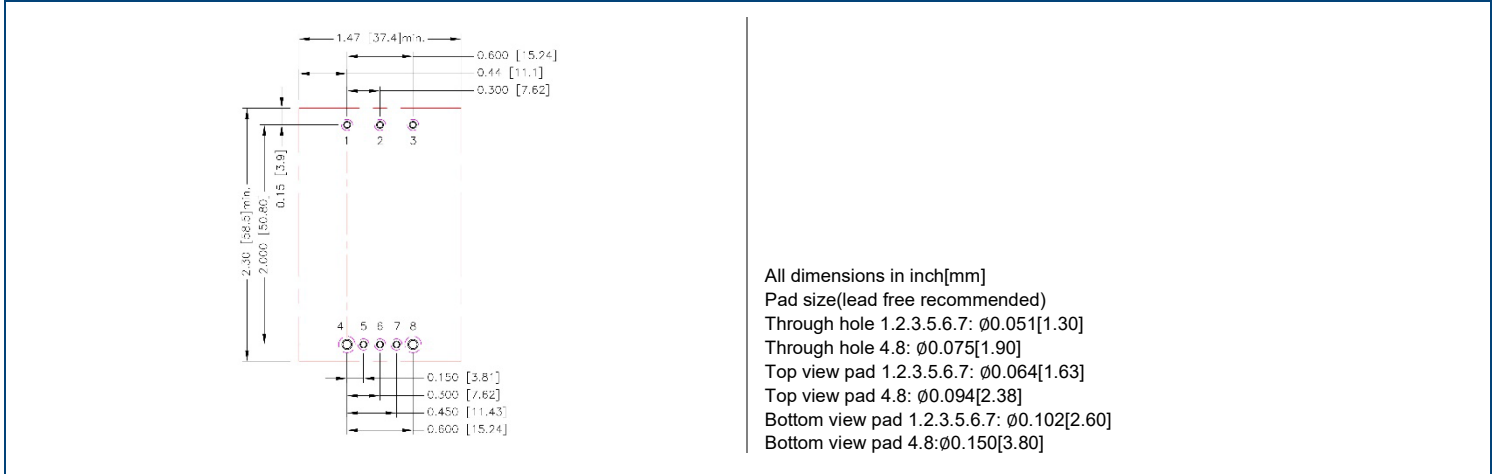 1.47 [37.4]min.
0.600 [15.24]
0.44 [11.1]
0.300 [7.62]
1 2 3
0.15 [3.9]
2.000 [50.80]
2.30 [58.5]min.
4 5 6 7 8
0.150 [3.81]
0.300 [7.62]
0.450 [11.43]
0.600 [15.24]
All dimensions in inch[mm]
Pad size(lead free recommended)
Through hole 1.2.3.5.6.7: Ø0.051[1.30]
Through hole 4.8: Ø0.075[1.90]
Top view pad 1.2.3.5.6.7: Ø0.064[1.63]
Top view pad 4.8: Ø0.094[2.38]
Bottom view pad 1.2.3.5.6.7: Ø0.102[2.60]
Bottom view pad 4.8:Ø0.150[3.80]